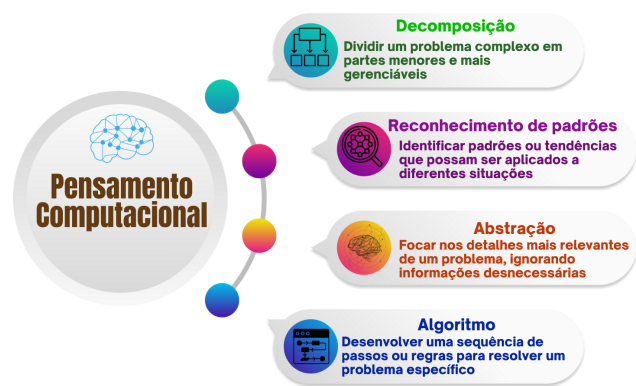 Pensamento
Computacional
Decomposição
Dividir um problema complexo em
partes menores e mais
gerenciáveis
Reconhecimento de padrões
Identificar padrões ou tendências
que possam ser aplicados a
diferentes situações
Abstração
Focar nos detalhes mais relevantes
de um problema, ignorando
informações desnecessárias
Algoritmo
Desenvolver uma sequência de
passos ou regras para resolver um
problema específico